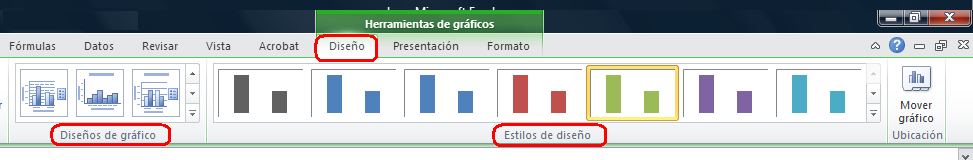 Herramientas de gráficos
Fórmulas Datos Revisar Vista Acrobat Diseño Presentación Formato
Mover
gráfico
Diseños de gráfico Estilos de diseño Ubicación